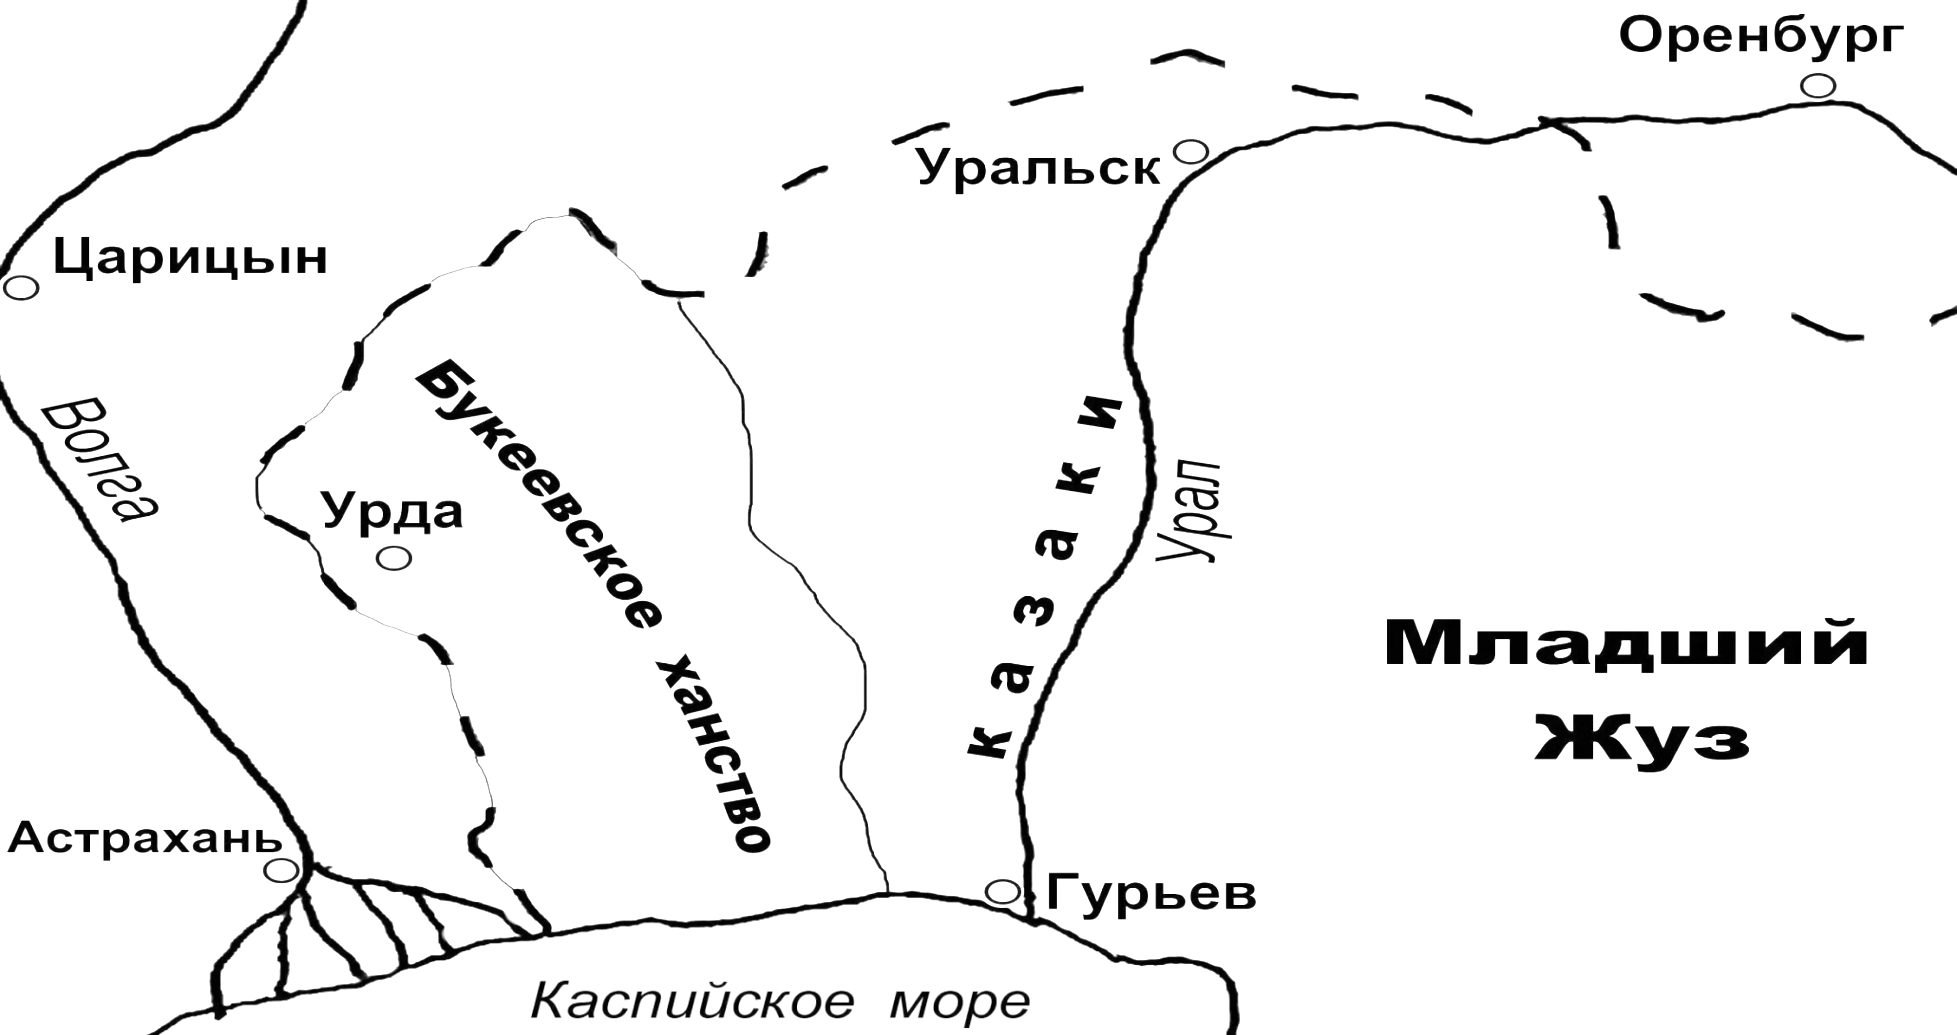 Оренбург
Уральск
Царицын
Волга
Букеевское ханство
казаки
Урал
Урда
Младший
Жуз
Астрахань
Гурьев
Каспийское море